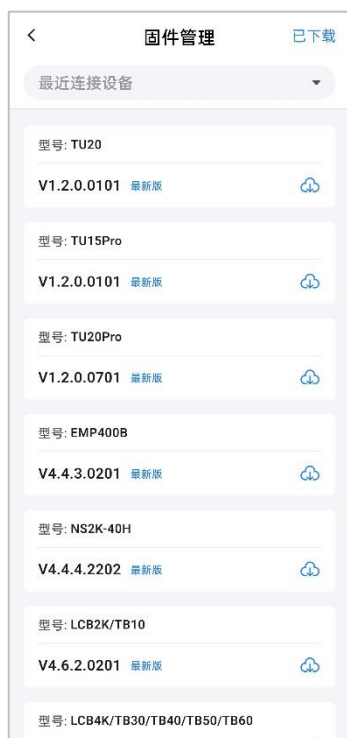 固件管理 已下载
最近连接设备
型号: TU20
V1.2.0.0101 最新版
型号: TU15Pro
V1.2.0.0101 最新版
型号: TU20Pro
V1.2.0.0701 最新版
型号: EMP400B
V4.4.3.0201 最新版
型号: NS2K-40H
V4.4.4.2202 最新版
型号: LCB2K/TB10
V4.6.2.0201 最新版
型号: LCB4K/TB30/TB40/TB50/TB60